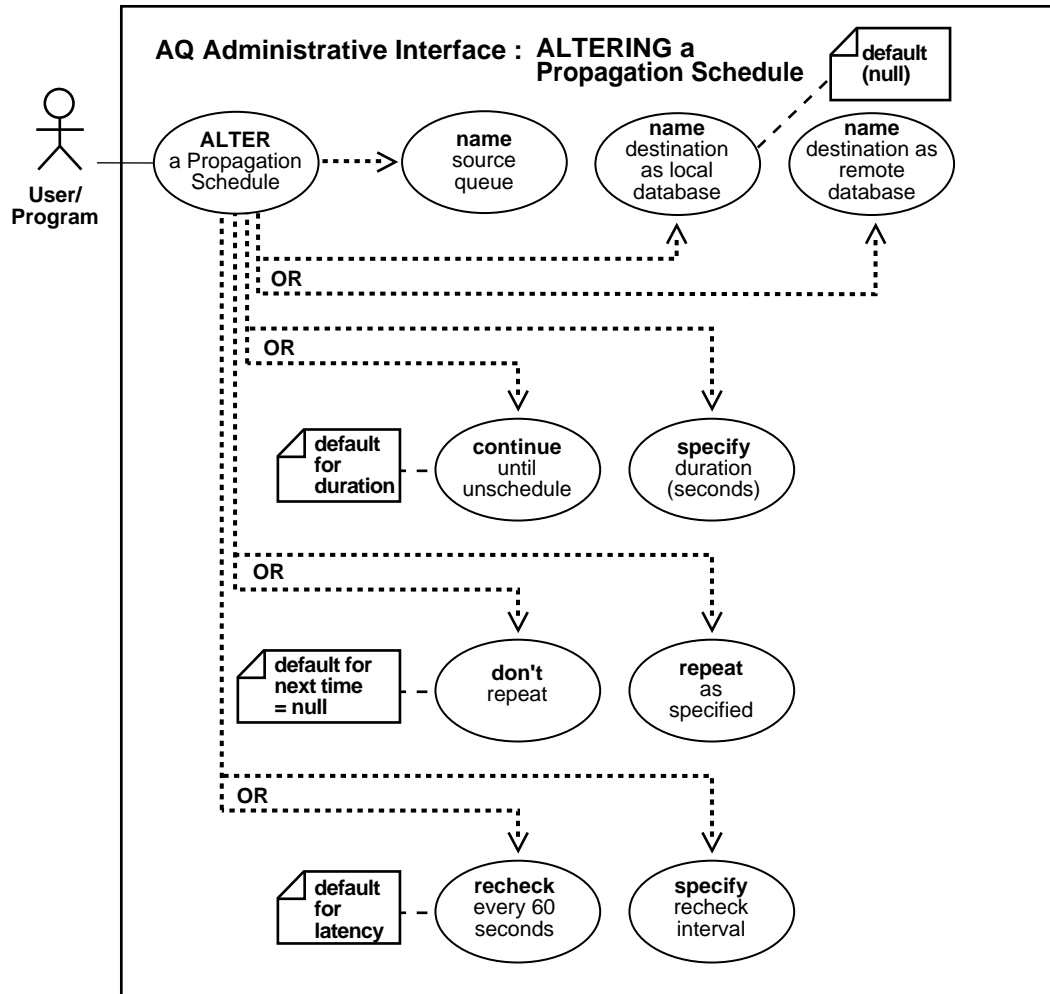 AQ Administrative Interface : ALTERING a
Propagation Schedule
default
(null)
User/
Program
ALTER
a Propagation
Schedule
name
source
queue
name
destination
as local
database
name
destination as
remote
database
OR
OR
default
for
duration
continue
until
unschedule
specify
duration
(seconds)
OR
default for
next time
= null
don't
repeat
repeat
as
specified
OR
default
for
latency
recheck
every 60
seconds
specify
recheck
interval